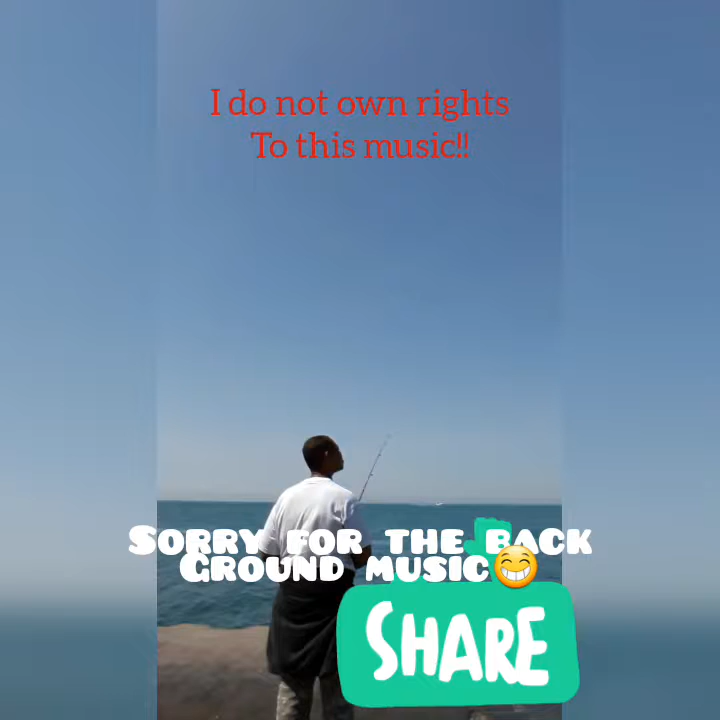 I do not own rights
To this music!!
Sorry for the back
Ground music😁
SHARE